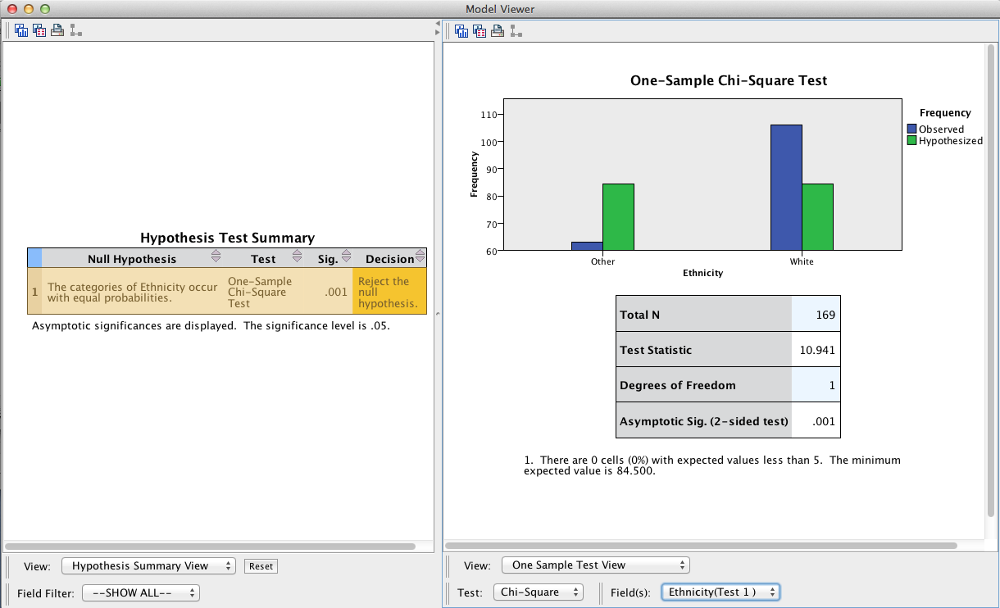 Model Viewer
Hypothesis Test Summary
Null Hypothesis Test Sig. Decision
1 The categories of Ethnicity occur with equal probabilities. One-Sample Chi-Square Test .001 Reject the null hypothesis.
Asymptotic significances are displayed. The significance level is .05.
View: Hypothesis Summary View Reset
Field Filter: --SHOW ALL--
One-Sample Chi-Square Test
Frequency
110
100
90
80
70
60
Other White
Ethnicity
Frequency
Observed
Hypothesized
Total N 169
Test Statistic 10.941
Degrees of Freedom 1
Asymptotic Sig. (2-sided test) .001
1. There are 0 cells (0%) with expected values less than 5. The minimum
expected value is 84.500.
View: One Sample Test View
Test: Chi-Square Field(s): Ethnicity(Test 1 )